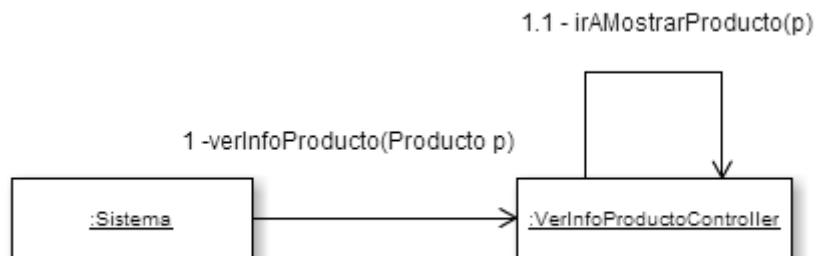 1.1 - irAMostrarProducto(p)
1 -verInfoProducto(Producto p)
:Sistema
:VerInfoProductoController